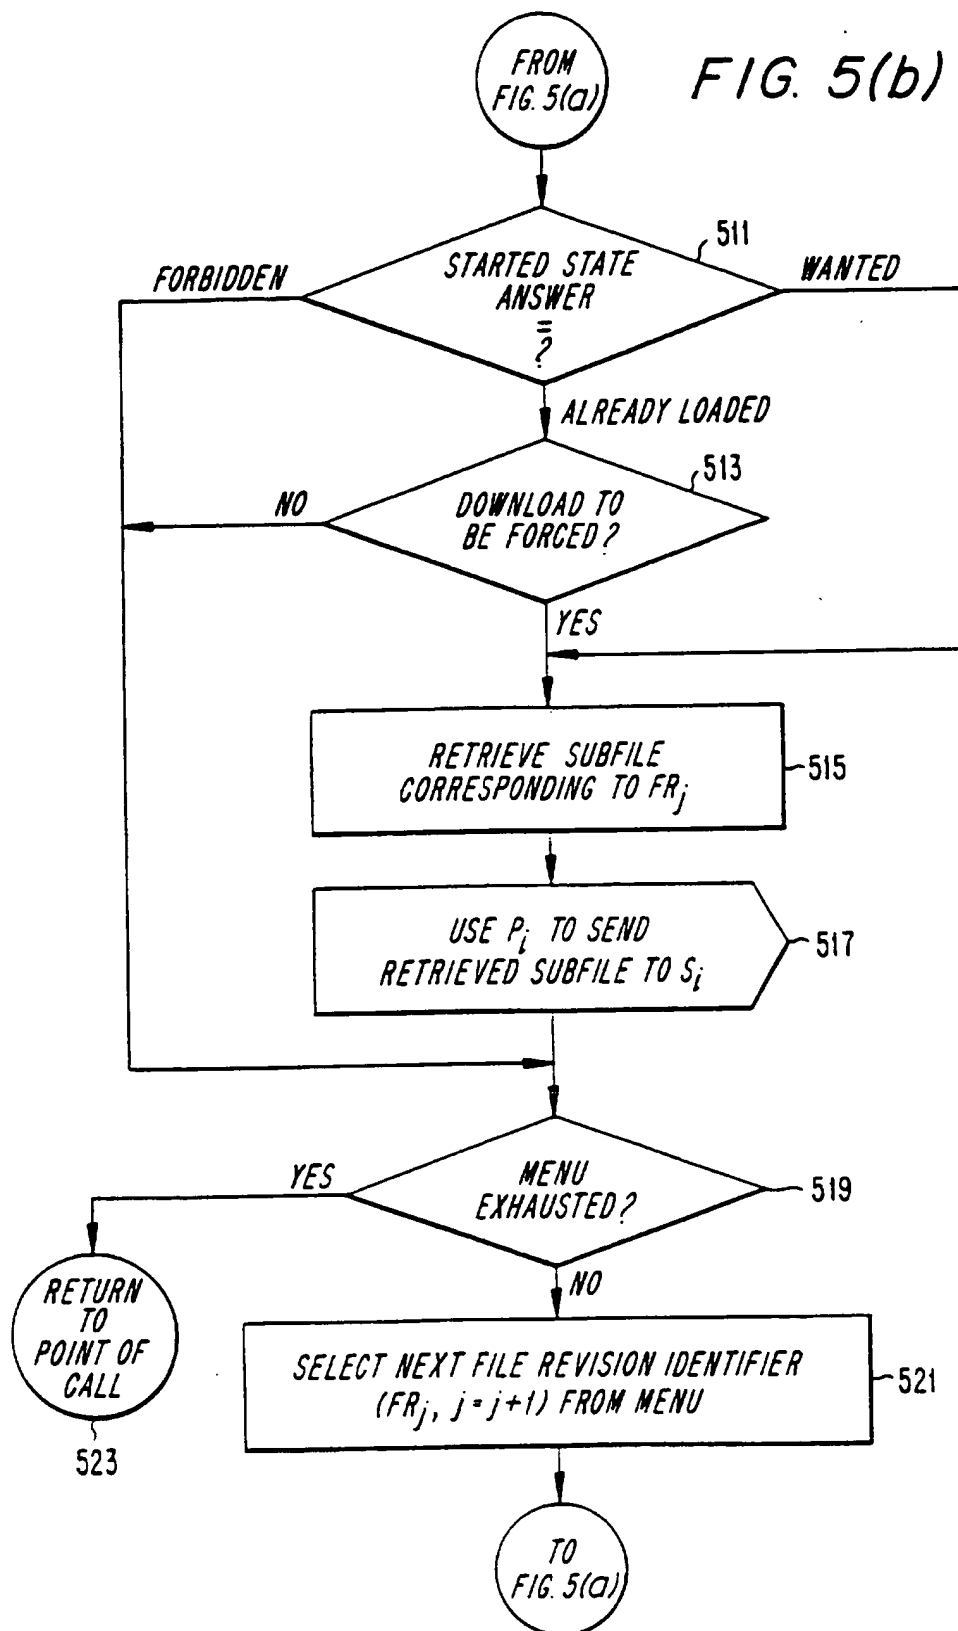 FROM
FIG. 5(a)
FIG. 5(b)
511
STARTED STATE
ANSWER
=
?
FORBIDDEN
WANTED
ALREADY LOADED
513
DOWNLOAD TO
BE FORCED?
NO
YES
RETRIEVE SUBFILE
CORRESPONDING TO FRj
515
USE Pi TO SEND
RETRIEVED SUBFILE TO Si
517
MENU
EXHAUSTED?
519
YES
NO
RETURN
TO
POINT OF
CALL
523
SELECT NEXT FILE REVISION IDENTIFIER
(FRj, j=j+1) FROM MENU
521
TO
FIG. 5(a)